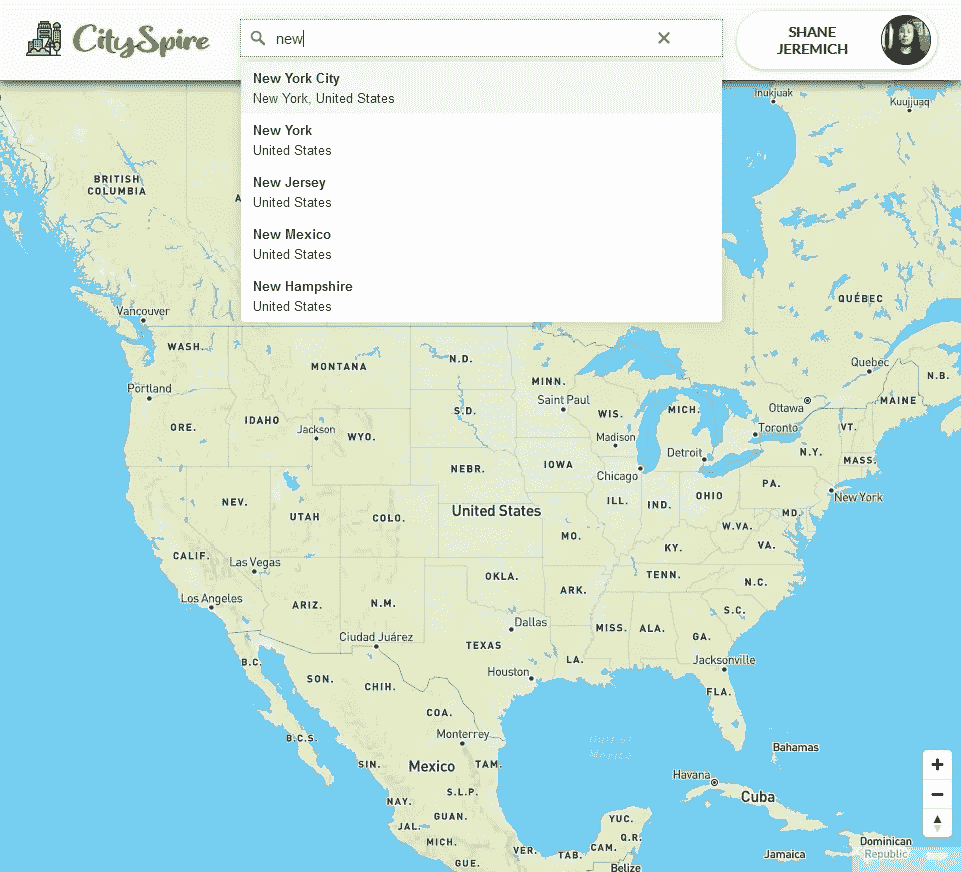 CitySpire
new
SHANE
JEREMICH
New York City
New York, United States
New York
United States
New Jersey
United States
New Mexico
United States
New Hampshire
United States
Inukjuak
Kuujjuaq
BRITISH
COLUMBIA
A
QUÉBEC
Vancouver
WASH.
MONTANA
N.D.
MINN.
Quebec
N.B.
Portland
Saint Paul
Ottawa
MAINE
ORE.
IDAHO
Jackson
WYO.
S.D.
WIS.
MICH.
Toronto
VT.
Madison
Detroit
N.Y.
MASS.
NEBR.
IOWA
Chicago
PA.
NEV.
UTAH
COLO.
United States
ILL.
IND.
OHIO
New York
MD.
MO.
W.VA.
VA.
CALIF.
Las Vegas
KY.
Los Angeles
ARIZ.
N.M.
OKLA.
ARK.
TENN.
N.C.
S.C.
Ciudad Juárez
Dallas
TEXAS
MISS.
ALA.
GA.
B.C.
SON.
CHIH.
Houston
LA.
Jacksonville
FLA.
COA.
B.C.S.
Monterrey
Gulf of
Mexico
Bahamas
SIN.
Mexico
TAM.
Havana
Cuba
NAY.
S.L.P.
JAL.
GUAN.
YUC.
Q.R.
MICH.
CAM.
Dominican
Republic
GUE.
VER.
TAB.
Belize
Jamaica